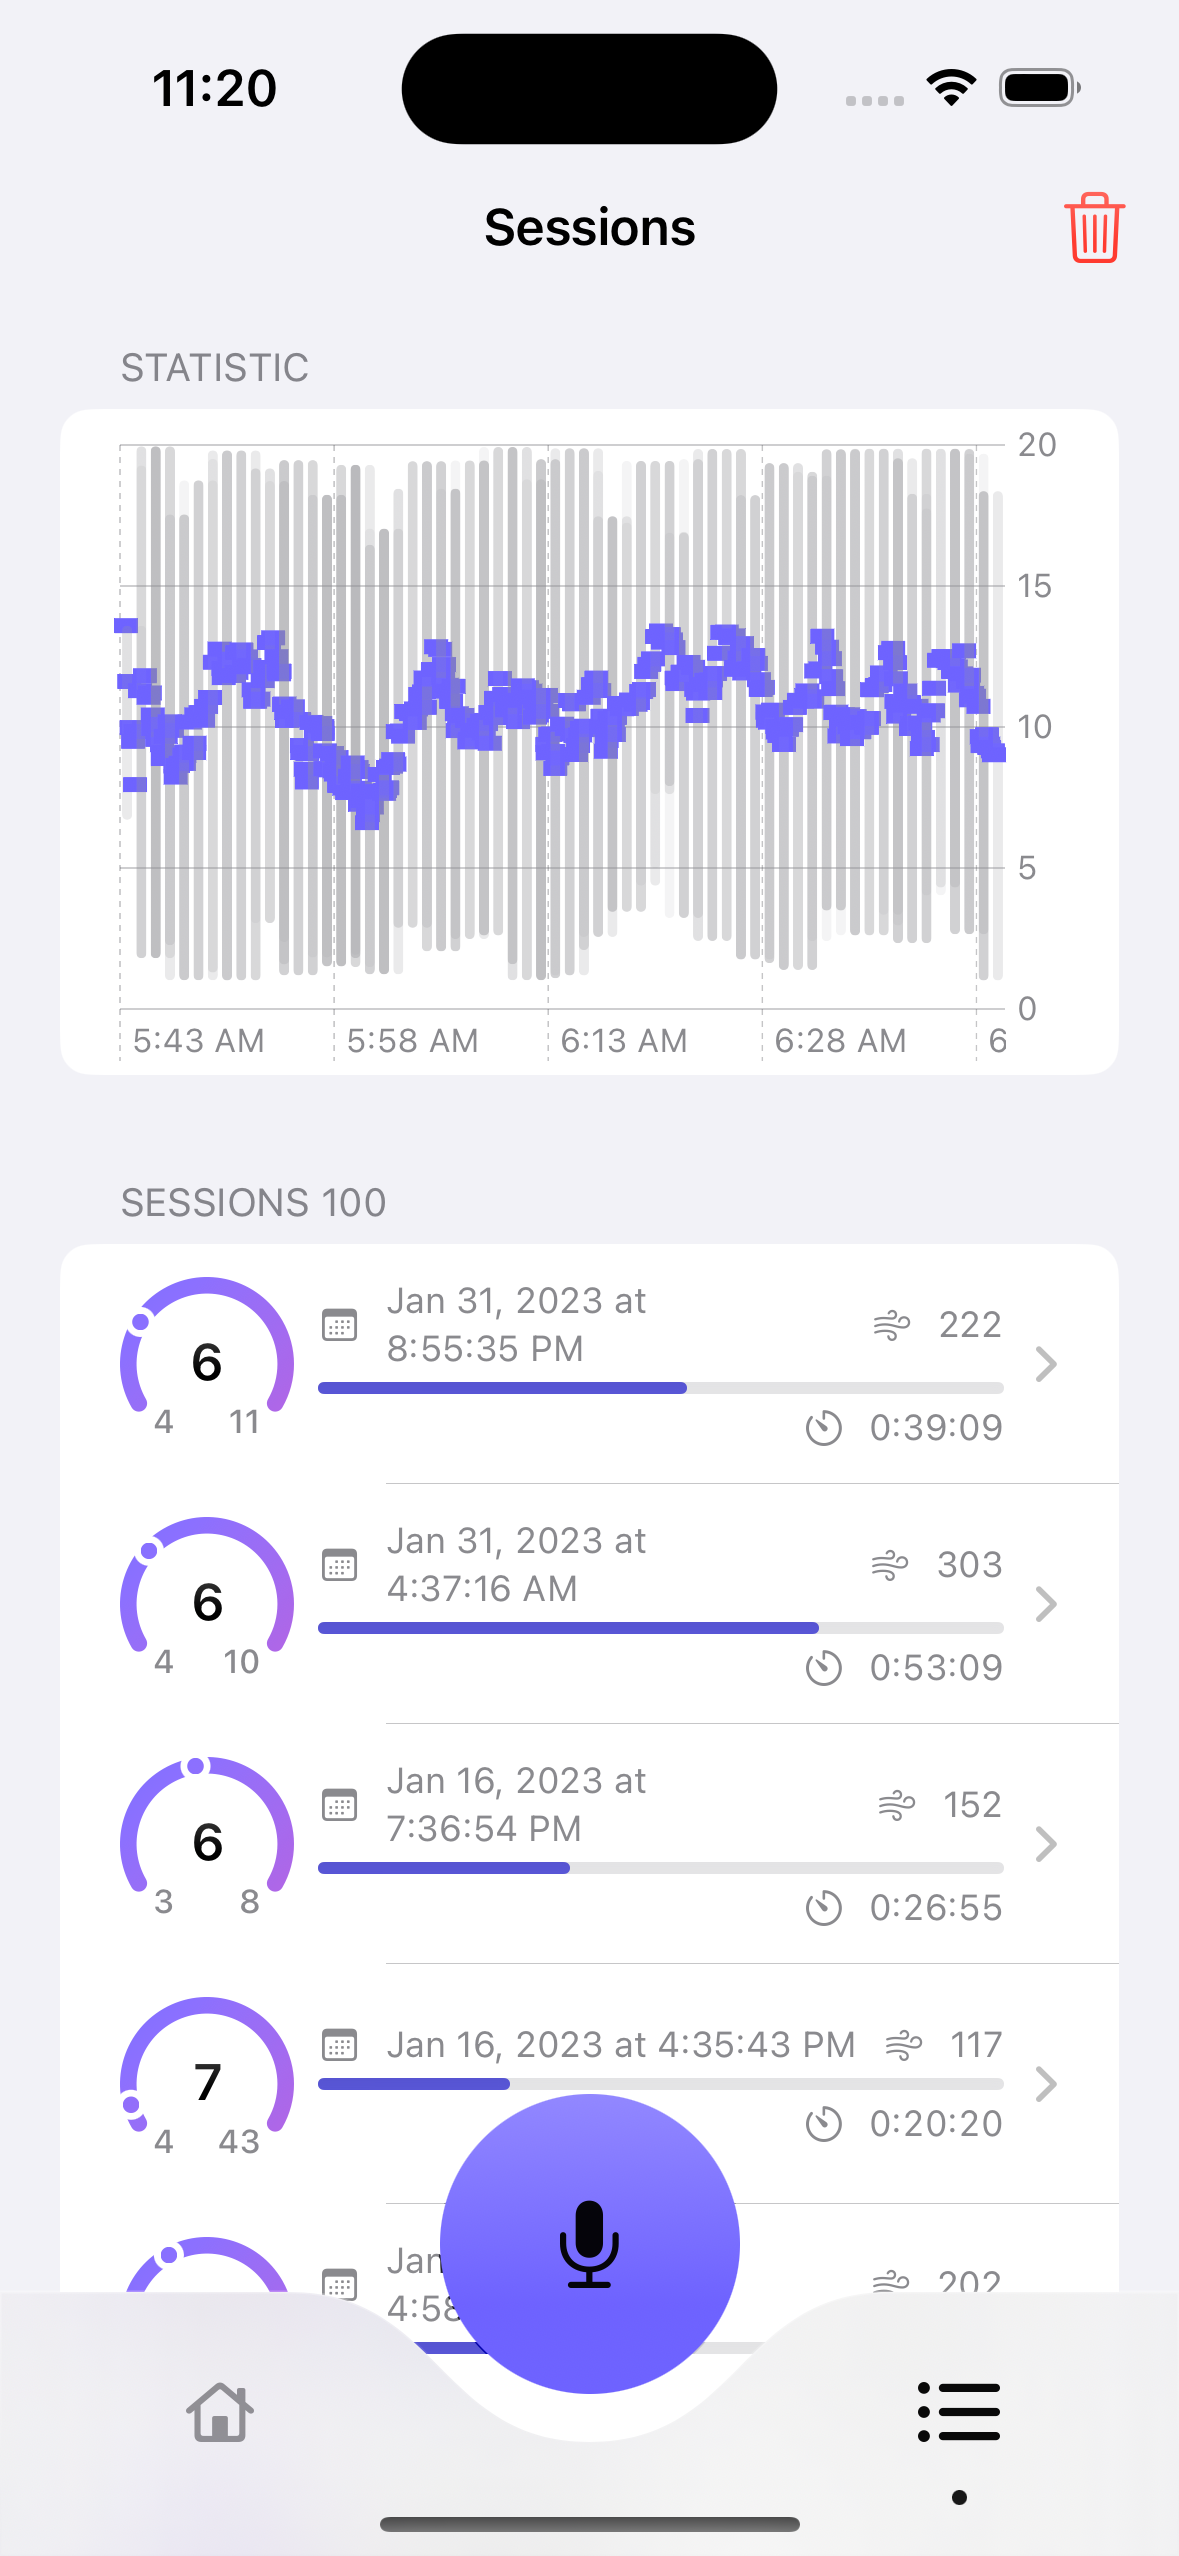 11:20
Sessions
STATISTIC
20
15
10
5
0
5:43 AM 5:58 AM 6:13 AM 6:28 AM 6
SESSIONS 100
6
4 11
Jan 31, 2023 at
8:55:35 PM
222
0:39:09
6
4 10
Jan 31, 2023 at
4:37:16 AM
303
0:53:09
6
3 8
Jan 16, 2023 at
7:36:54 PM
152
0:26:55
7
4 43
Jan 16, 2023 at 4:35:43 PM
117
0:20:20
Jan
4:58
202